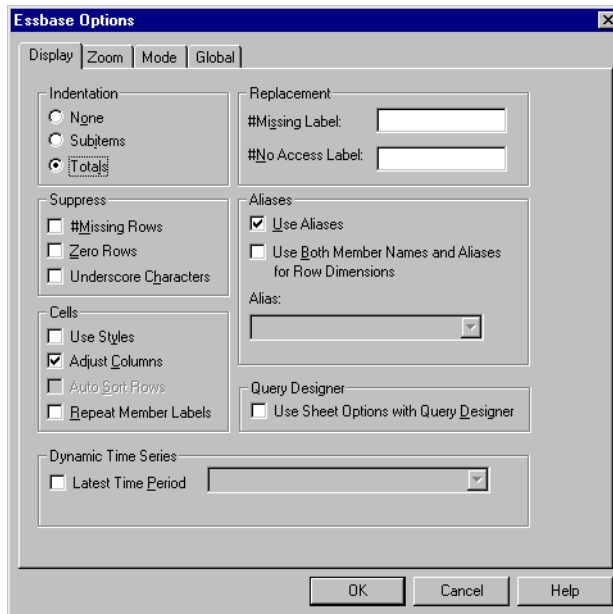 Essbase Options
Display Zoom Mode Global
Indentation
None
Subitems
Totals
Replacement
#Missing Label:
#No Access Label:
Suppress
#Missing Rows
Zero Rows
Underscore Characters
Aliases
Use Aliases
Use Both Member Names and Aliases
for Row Dimensions
Alias:
Cells
Use Styles
Adjust Columns
Auto Sort Rows
Repeat Member Labels
Query Designer
Use Sheet Options with Query Designer
Dynamic Time Series
Latest Time Period
OK Cancel Help